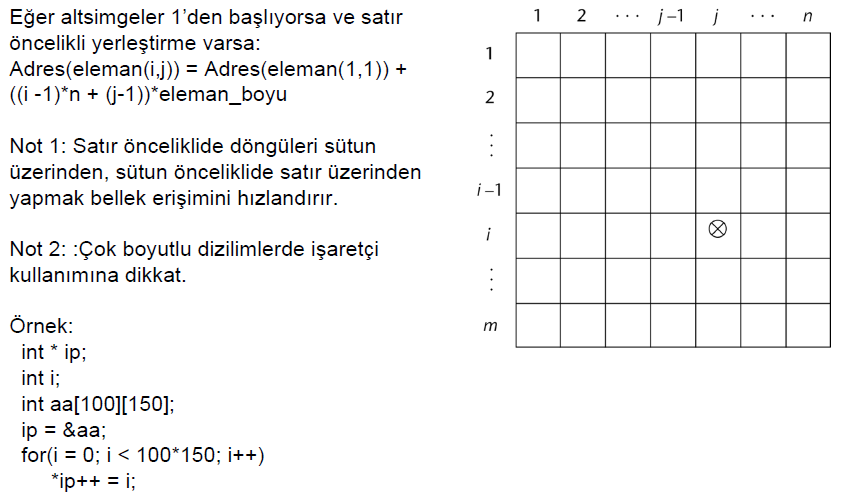 Eğer altsimgeler 1'den başlıyorsa ve satır
öncelikli yerleştirme varsa:
Adres(eleman(i,j)) = Adres(eleman(1,1)) +
((i -1)*n + (j-1))*eleman_boyu
Not 1: Satır önceliklide döngüleri sütun
üzerinden, sütun önceliklide satır üzerinden
yapmak bellek erişimini hızlandırır.
Not 2: :Çok boyutlu dizilimlerde işaretçi
kullanımına dikkat.
Örnek:
int * ip;
int i;
int aa[100][150];
ip = &aa;
for(i = 0; i < 100*150; i++)
*ip++ = i;
1 2 ··· j–1 j ··· n
1
2
⋮
i–1
i
⋮
m